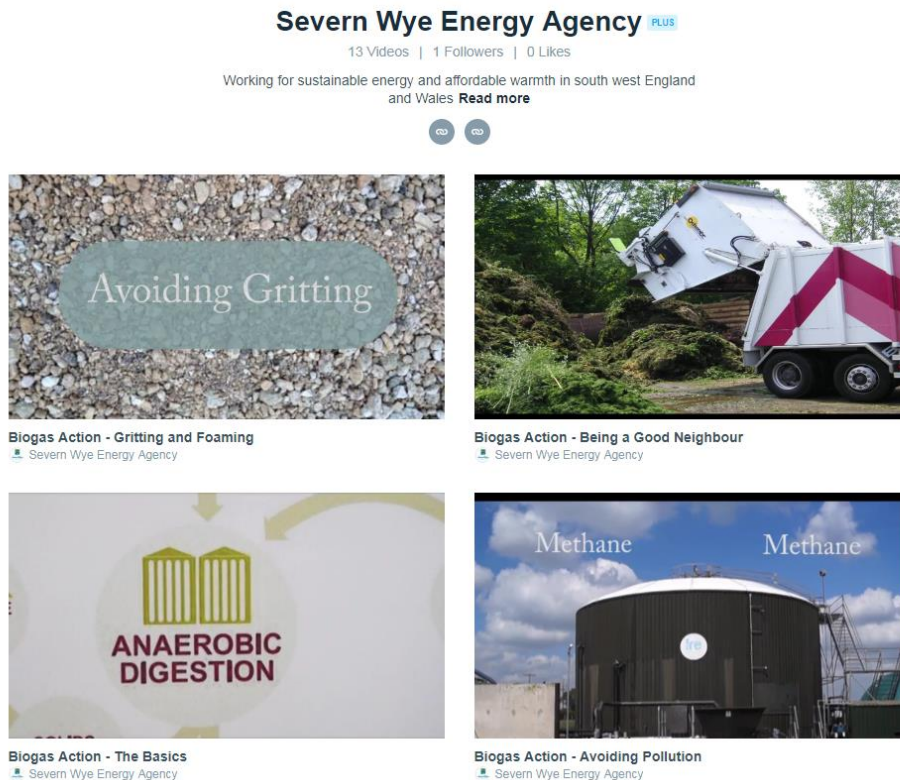 Severn Wye Energy Agency PLUS
13 Videos | 1 Followers | 0 Likes
Working for sustainable energy and affordable warmth in south west England
and Wales Read more
Avoiding Gritting
Biogas Action - Gritting and Foaming
Severn Wye Energy Agency
Biogas Action - Being a Good Neighbour
Severn Wye Energy Agency
ANAEROBIC
DIGESTION
Biogas Action - The Basics
Severn Wye Energy Agency
Methane Methane
Biogas Action - Avoiding Pollution
Severn Wye Energy Agency